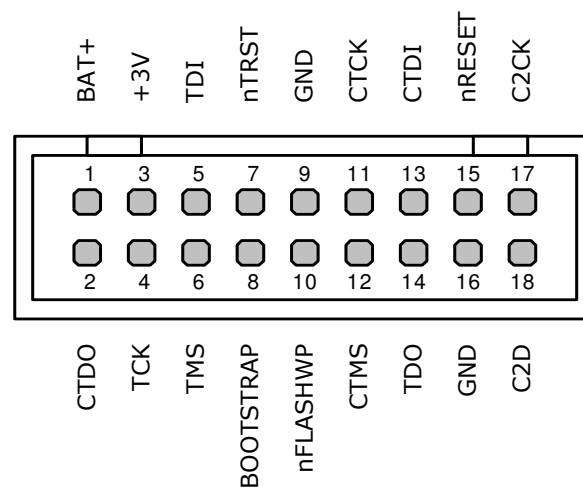 BAT+ +3V TDI nTRST GND CTCK CTDI nRESET C2CK
1 3 5 7 9 11 13 15 17
2 4 6 8 10 12 14 16 18
CTDO TCK TMS BOOTSTRAP nFLASHWP CTMS TDO GND C2D